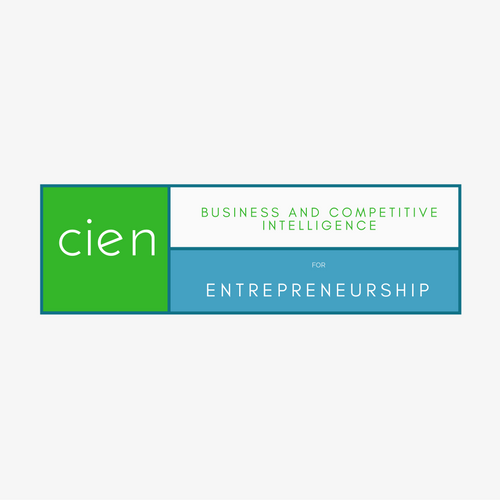 cien
BUSINESS AND COMPETITIVE
INTELLIGENCE
FOR
ENTREPRENEURSHIP